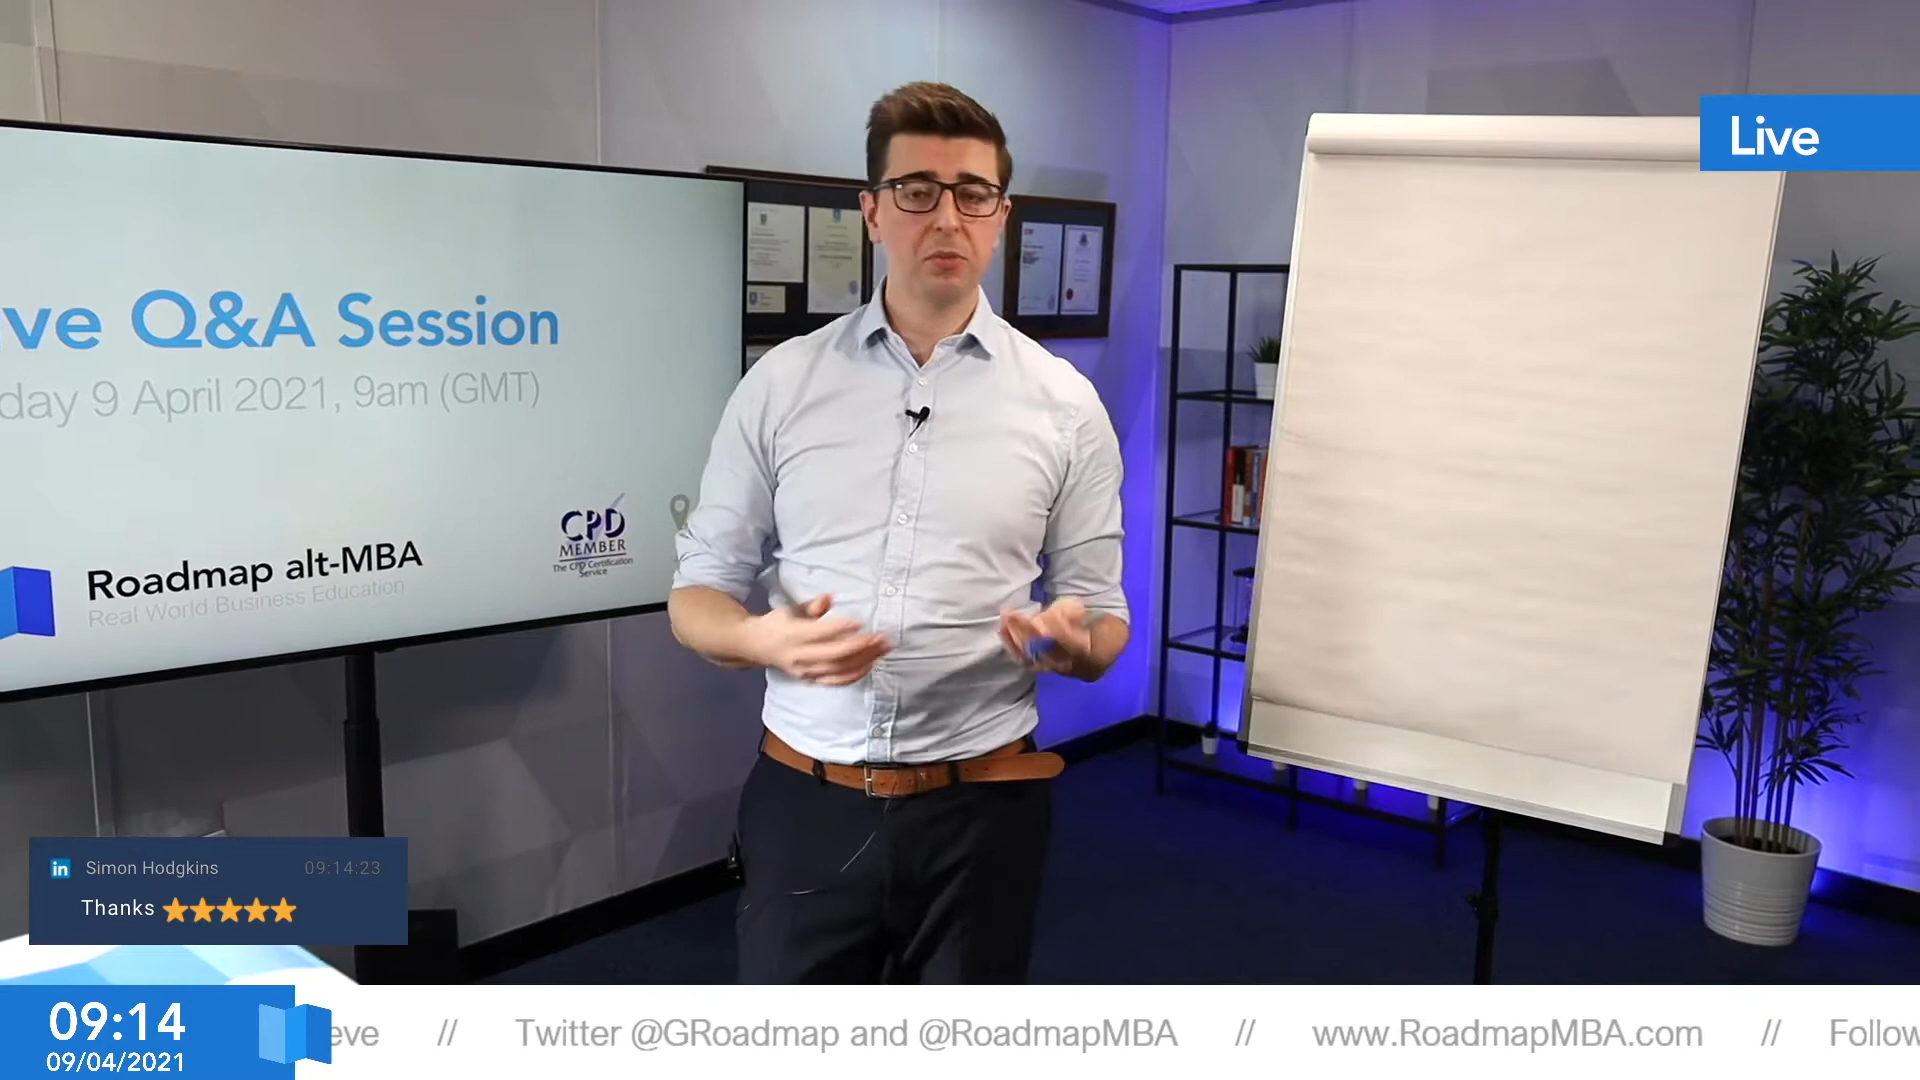 Live
ve Q&A Session
day 9 April 2021, 9am (GMT)
CPD
MEMBER
The CPD Certification
Service
Roadmap alt-MBA
Real World Business Education
in Simon Hodgkins 09:14:23
Thanks ⭐⭐⭐⭐⭐
09:14
09/04/2021
eve // Twitter @GRoadmap and @RoadmapMBA // www.RoadmapMBA.com // Follow